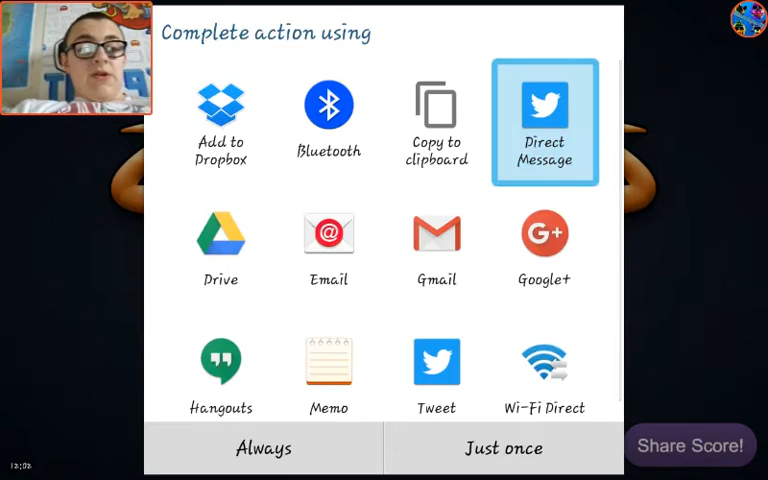 Complete action using
Add to
Dropbox
Bluetooth
Copy to
clipboard
Direct
Message
Drive
Email
Gmail
G+
Google+
Hangouts
Memo
Tweet
Wi-Fi Direct
Always
Just once
Share Score!
12:02